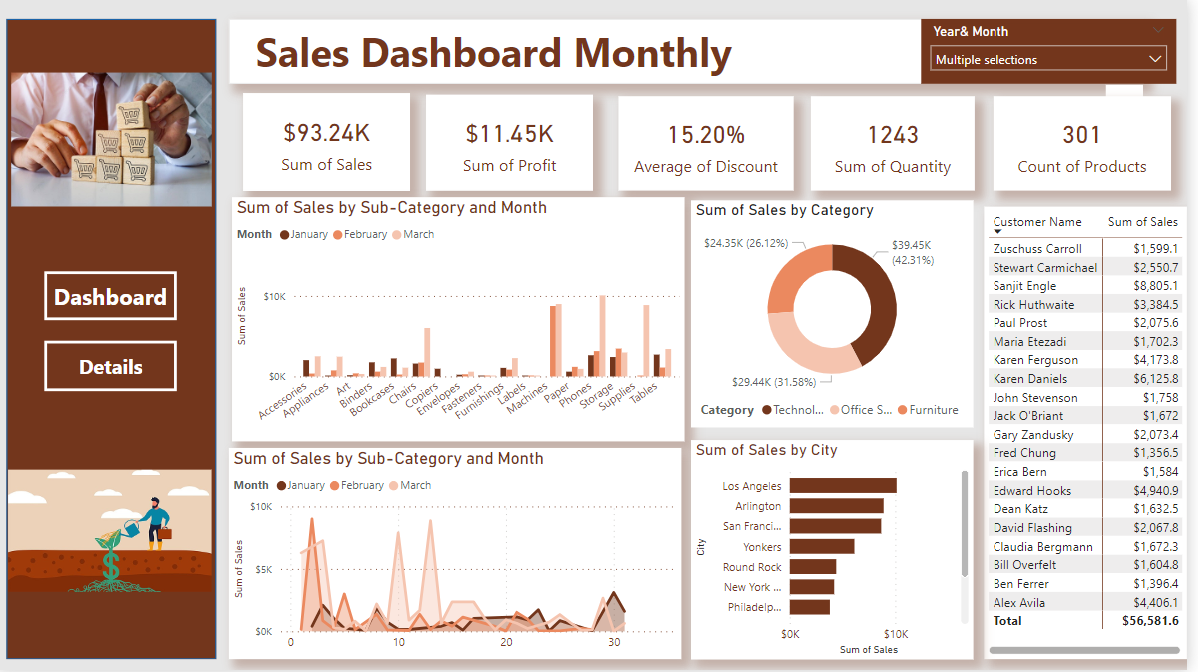 Sales Dashboard Monthly
Year& Month
Multiple selections
$93.24K
Sum of Sales
$11.45K
Sum of Profit
15.20%
Average of Discount
1243
Sum of Quantity
301
Count of Products
Dashboard
Details
Sum of Sales by Sub-Category and Month
Month January February March
Sum of Sales
$10K
$0K
Accessories
Appliances
Art
Binders
Bookcases
Chairs
Copiers
Envelopes
Fasteners
Furnishings
Labels
Machines
Paper
Phones
Storage
Supplies
Tables
Sum of Sales by Category
$24.35K (26.12%)
$39.45K
(42.31%)
$29.44K (31.58%)
Category Technol... Office S... Furniture
Sum of Sales by Sub-Category and Month
Month January February March
Sum of Sales
$10K
$5K
$0K
0 10 20 30
Sum of Sales by City
City
Los Angeles
Arlington
San Franci...
Yonkers
Round Rock
New York ...
Philadelp...
$0K $10K
Sum of Sales
Customer Name Sum of Sales
Zuschuss Carroll $1,599.1
Stewart Carmichael $2,550.7
Sanjit Engle $8,805.1
Rick Huthwaite $3,384.5
Paul Prost $2,075.6
Maria Etezadi $1,702.3
Karen Ferguson $4,173.8
Karen Daniels $6,125.8
John Stevenson $1,758
Jack O'Briant $1,672
Gary Zandusky $2,073.4
Fred Chung $1,356.5
Erica Bern $1,584
Edward Hooks $4,940.9
Dean Katz $1,632.5
David Flashing $2,067.8
Claudia Bergmann $1,672.3
Bill Overfelt $1,604.8
Ben Ferrer $1,396.4
Alex Avila $4,406.1
Total $56,581.6